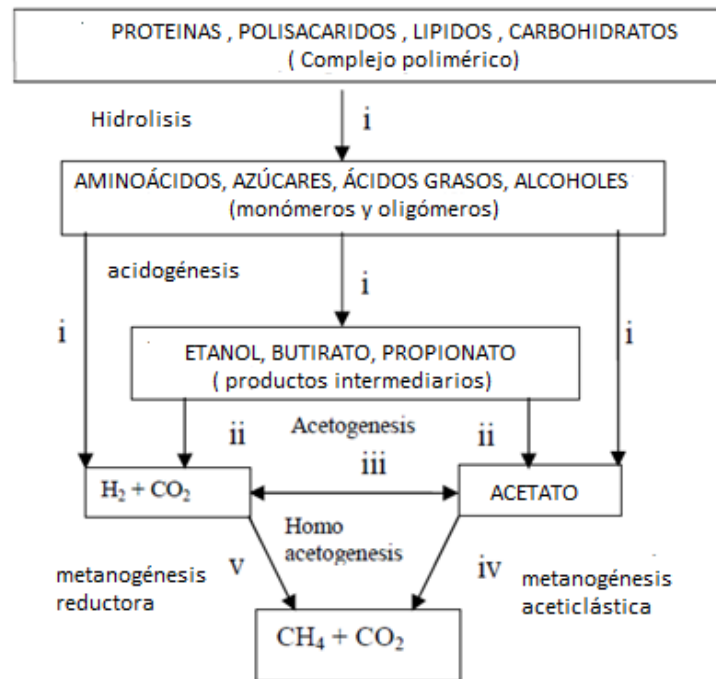 PROTEINAS , POLISACARIDOS , LIPIDOS , CARBOHIDRATOS
( Complejo polimérico)
Hidrolisis
i
AMINOÁCIDOS, AZÚCARES, ÁCIDOS GRASOS, ALCOHOLES
(monómeros y oligómeros)
acidogénesis
i
i
i
ETANOL, BUTIRATO, PROPIONATO
( productos intermediarios)
ii
Acetogenesis
ii
iii
H₂ + CO₂
ACETATO
Homo
acetogenesis
v
iv
metanogénesis
reductora
metanogénesis
aceticlástica
CH₄ + CO₂